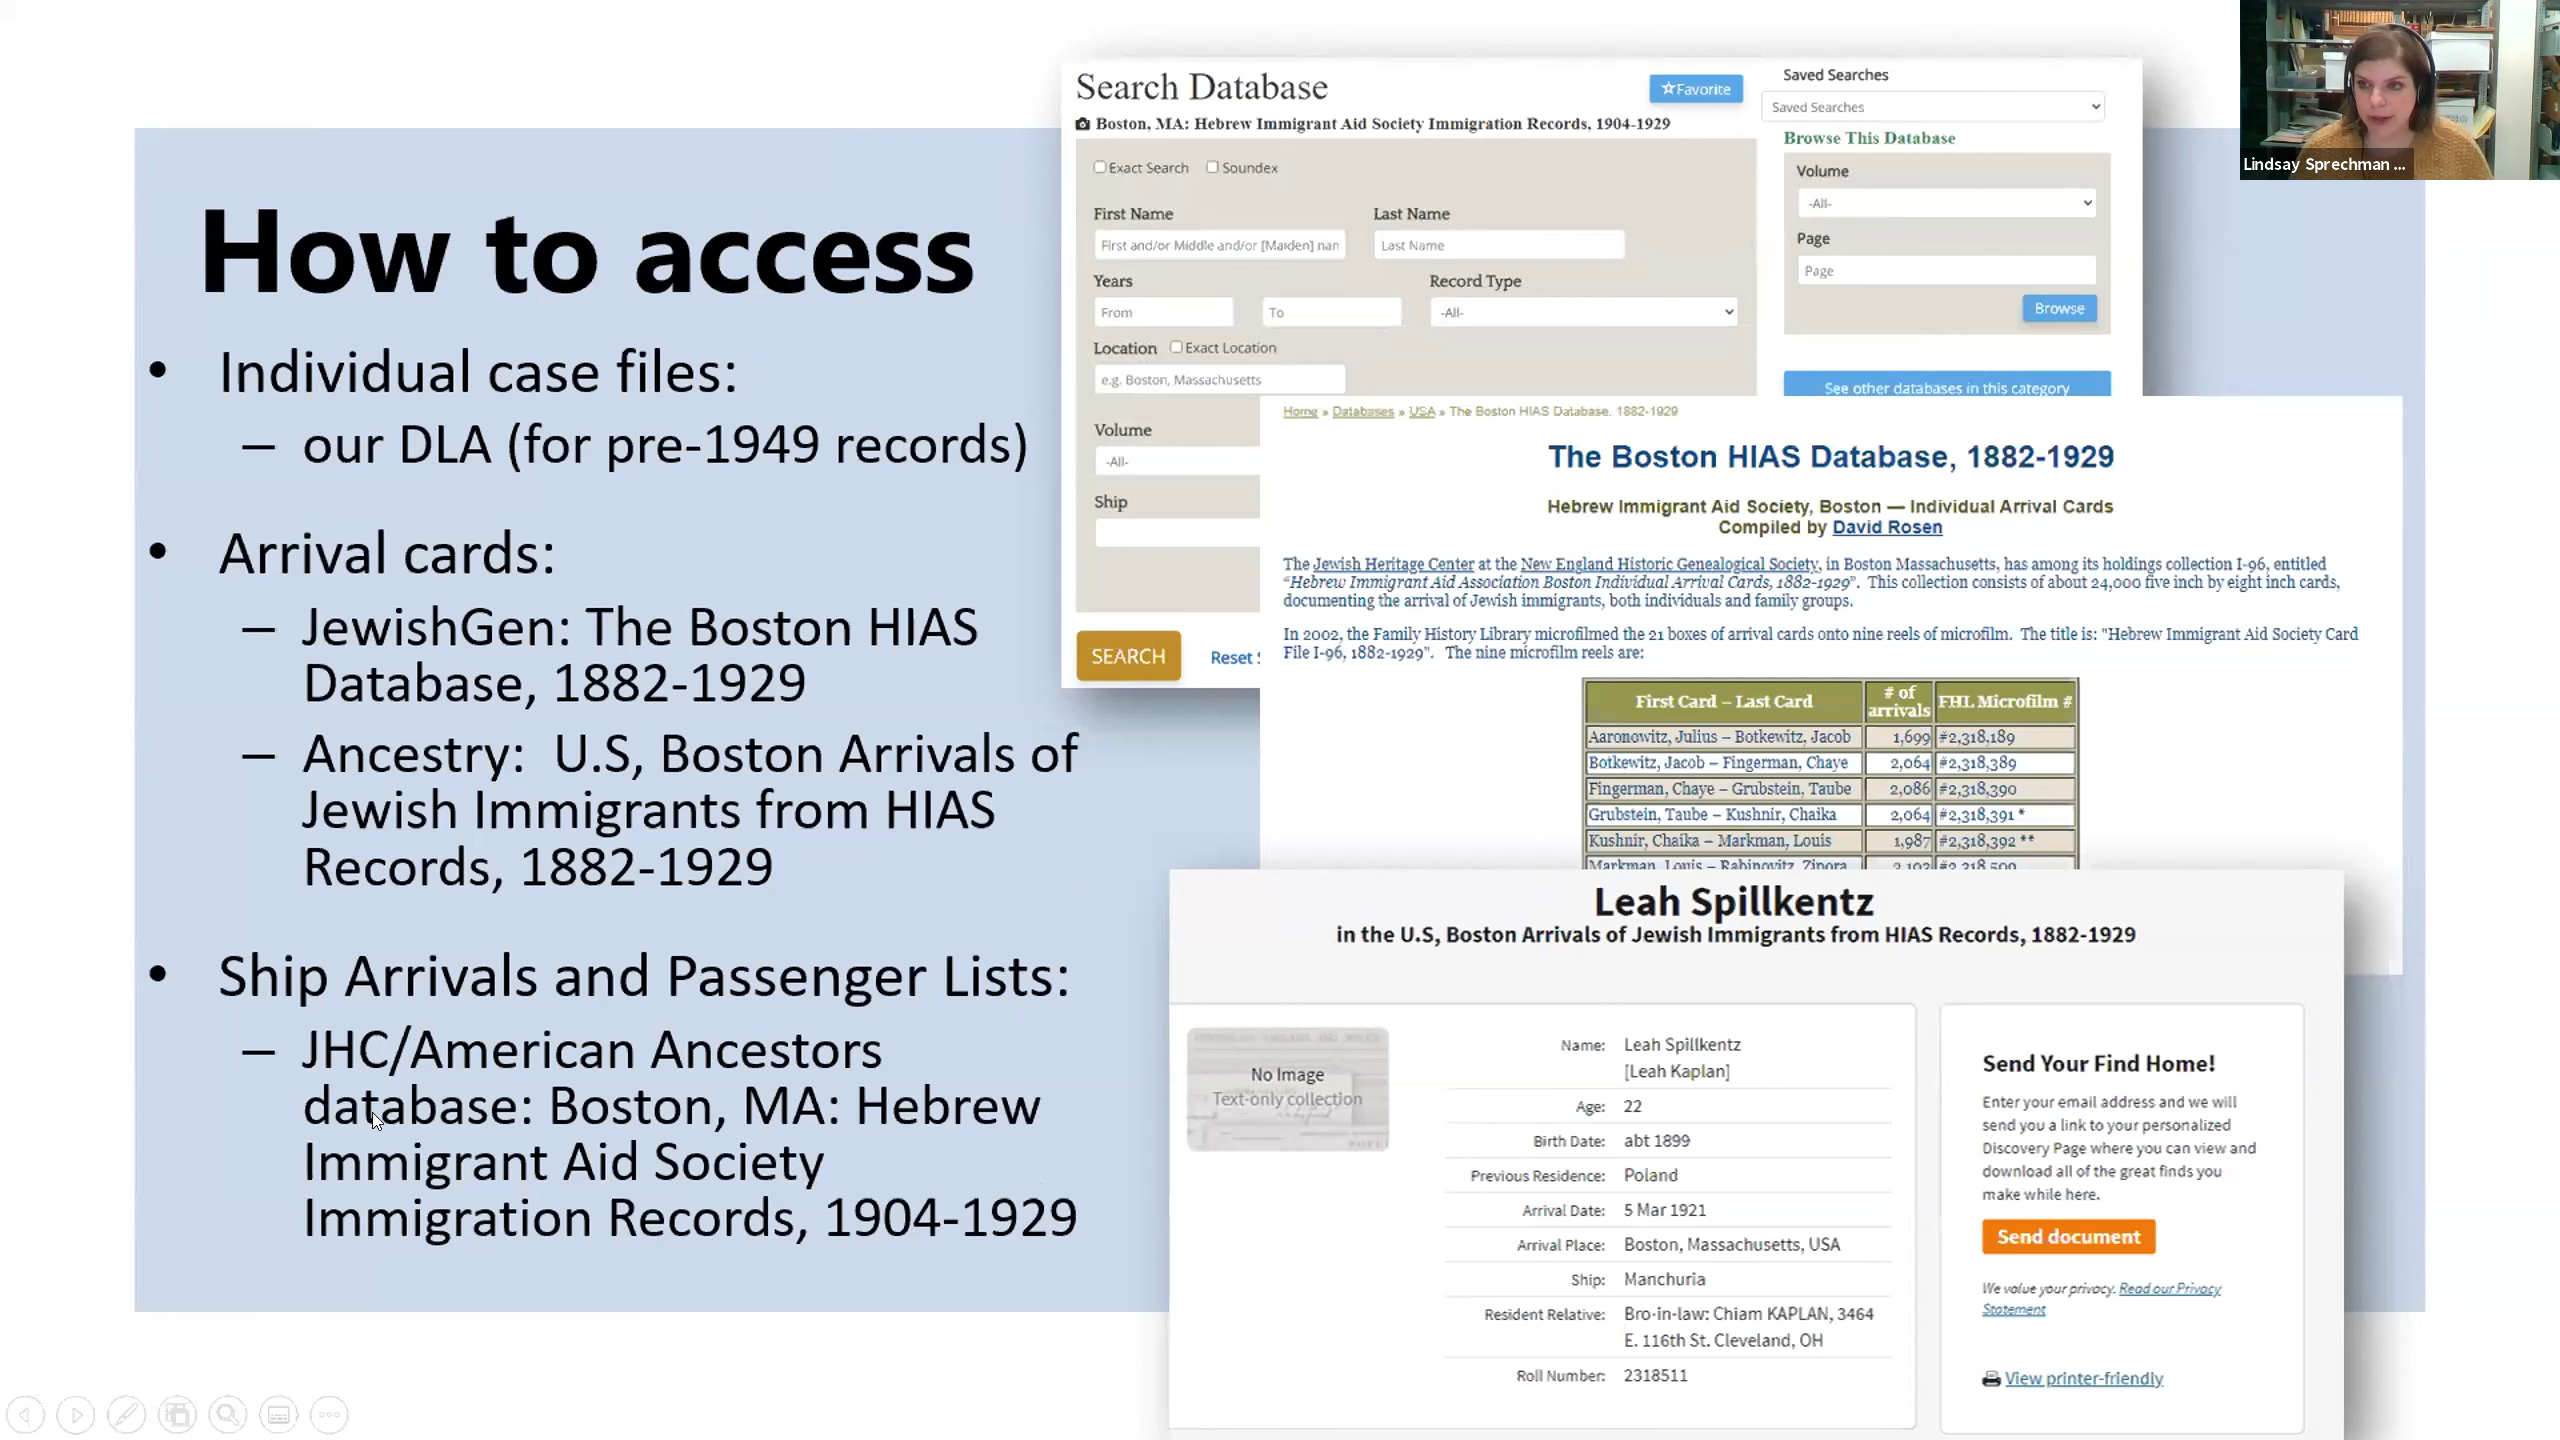 How to access
• Individual case files:
– our DLA (for pre-1949 records)
• Arrival cards:
– JewishGen: The Boston HIAS
Database, 1882-1929
– Ancestry:  U.S, Boston Arrivals of
Jewish Immigrants from HIAS
Records, 1882-1929
• Ship Arrivals and Passenger Lists:
– JHC/American Ancestors
database: Boston, MA: Hebrew
Immigrant Aid Society
Immigration Records, 1904-1929
Search Database
☆Favorite
Boston, MA: Hebrew Immigrant Aid Society Immigration Records, 1904-1929
Exact Search Soundex
First Name Last Name
First and/or Middle and/or [Maiden] nan Last Name
Years Record Type
From To -All-
Location Exact Location
e.g. Boston, Massachusetts
Volume
-All-
Ship
SEARCH Reset
Saved Searches
Saved Searches
Browse This Database
Volume
-All-
Page
Page
Browse
See other databases in this category
Lindsay Sprechman ...
Home » Databases » USA » The Boston HIAS Database, 1882-1929
The Boston HIAS Database, 1882-1929
Hebrew Immigrant Aid Society, Boston — Individual Arrival Cards
Compiled by David Rosen
The Jewish Heritage Center at the New England Historic Genealogical Society, in Boston Massachusetts, has among its holdings collection I-96, entitled
"Hebrew Immigrant Aid Association Boston Individual Arrival Cards, 1882-1929".  This collection consists of about 24,000 five inch by eight inch cards,
documenting the arrival of Jewish immigrants, both individuals and family groups.
In 2002, the Family History Library microfilmed the 21 boxes of arrival cards onto nine reels of microfilm.  The title is: "Hebrew Immigrant Aid Society Card
File I-96, 1882-1929".  The nine microfilm reels are:
First Card – Last Card # of arrivals FHL Microfilm #
Aaronowitz, Julius – Botkewitz, Jacob 1,699 #2,318,189
Botkewitz, Jacob – Fingerman, Chaye 2,064 #2,318,389
Fingerman, Chaye – Grubstein, Taube 2,086 #2,318,390
Grubstein, Taube – Kushnir, Chaika 2,064 #2,318,391 *
Kushnir, Chaika – Markman, Louis 1,987 #2,318,392 **
Markman, Louis – Rabinovitz, Zipora
Leah Spillkentz
in the U.S, Boston Arrivals of Jewish Immigrants from HIAS Records, 1882-1929
No Image
Text-only collection
Name: Leah Spillkentz
[Leah Kaplan]
Age: 22
Birth Date: abt 1899
Previous Residence: Poland
Arrival Date: 5 Mar 1921
Arrival Place: Boston, Massachusetts, USA
Ship: Manchuria
Resident Relative: Bro-in-law: Chiam KAPLAN, 3464
E. 116th St. Cleveland, OH
Roll Number: 2318511
Send Your Find Home!
Enter your email address and we will
send you a link to your personalized
Discovery Page where you can view and
download all of the great finds you
make while here.
Send document
We value your privacy. Read our Privacy
Statement
View printer-friendly